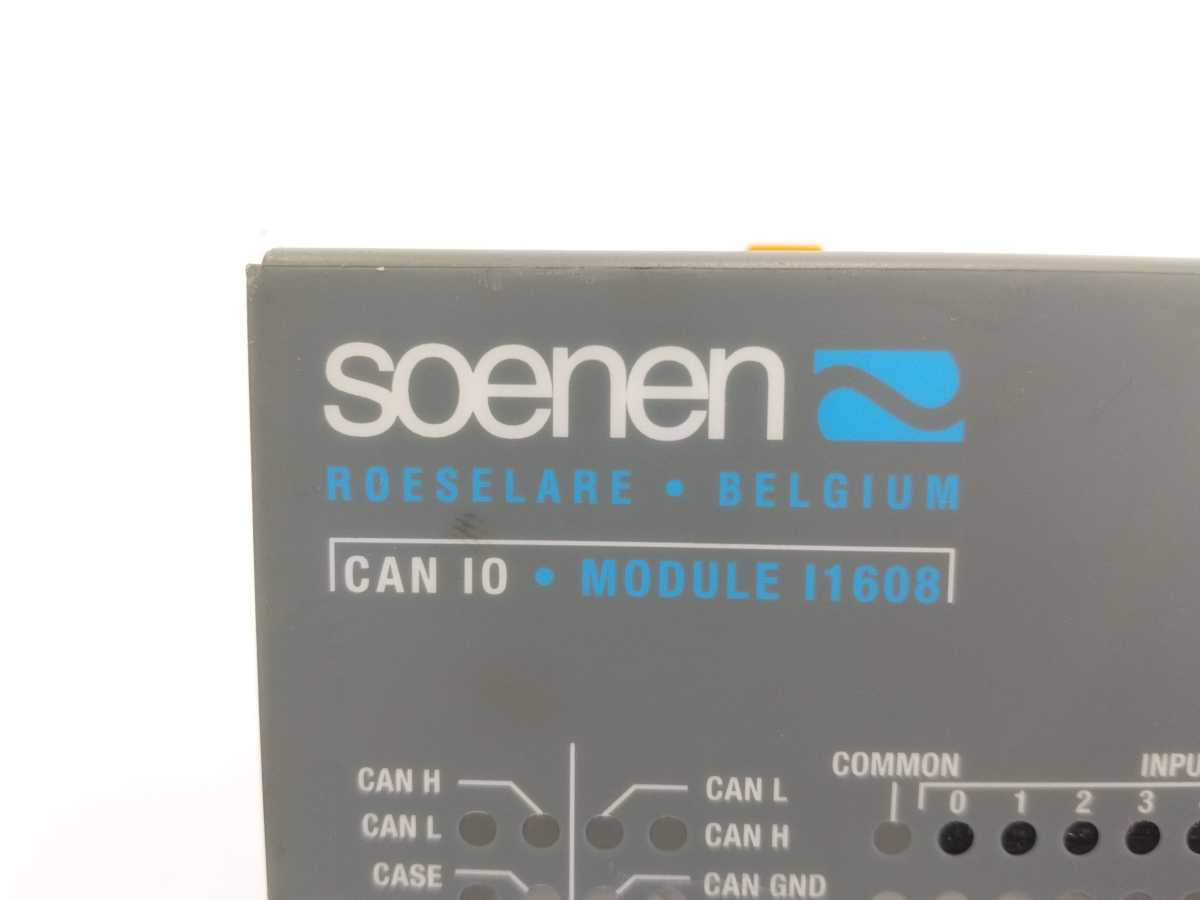 soenen
ROESELARE • BELGIUM
CAN IO • MODULE I1608
COMMON
0 1 2 3
CAN H
CAN L
CAN L
CAN H
CASE
CAN GND